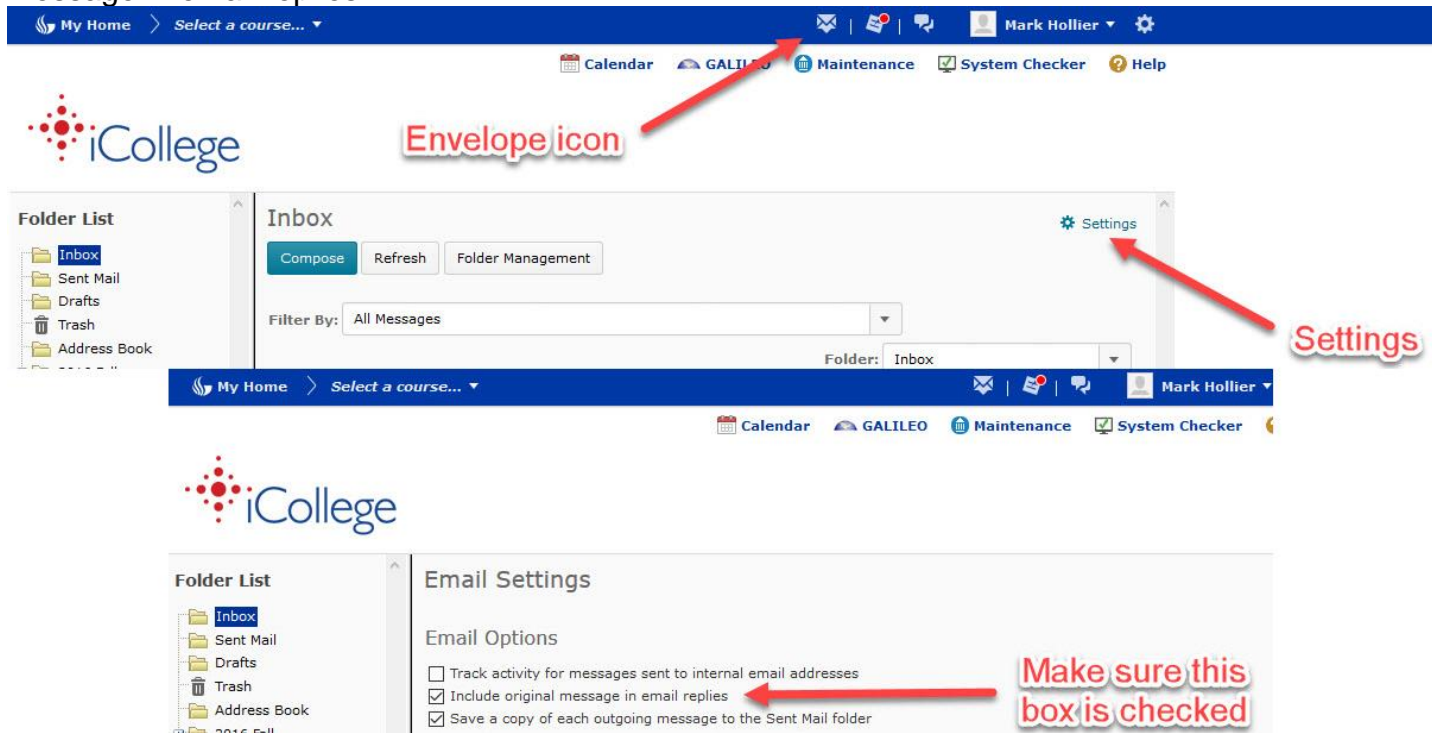 My Home > Select a course... | | Mark Hollier
Calendar GALILEO Maintenance System Checker Help
iCollege
Envelope icon
Folder List
Inbox
Sent Mail
Drafts
Trash
Address Book
Inbox
Settings
Compose Refresh Folder Management
Filter By: All Messages
Folder: Inbox
Settings
My Home > Select a course... | | Mark Hollier
Calendar GALILEO Maintenance System Checker
iCollege
Folder List
Inbox
Sent Mail
Drafts
Trash
Address Book
2016 Fall
Email Settings
Email Options
Track activity for messages sent to internal email addresses
Include original message in email replies
Save a copy of each outgoing message to the Sent Mail folder
Make sure this
box is checked